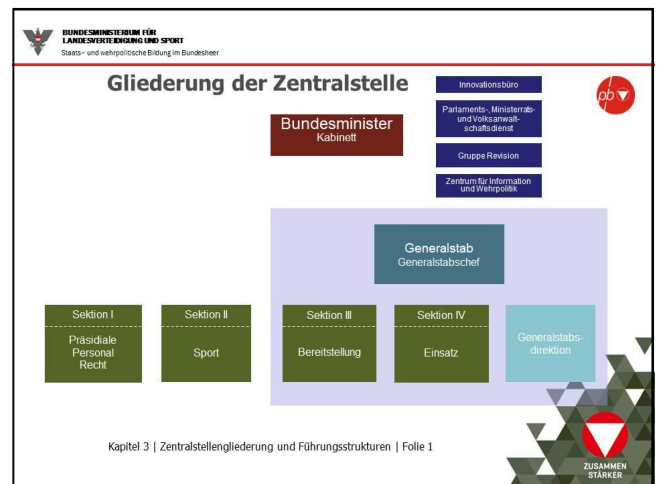 BUNDESMINISTERIUM FÜR
LANDESVERTEIDIGUNG UND SPORT
Staats- und wehrpolitische Bildung im Bundesheer
Gliederung der Zentralstelle
pb
Bundesminister
Kabinett
Innovationsbüro
Parlaments-, Ministerrats-
und Volksanwalt-
schaftsdienst
Gruppe Revision
Zentrum für Information
und Wehrpolitik
Generalstab
Generalstabschef
Sektion I
Präsidiale
Personal
Recht
Sektion II
Sport
Sektion III
Bereitstellung
Sektion IV
Einsatz
Generalstabs-
direktion
Kapitel 3 | Zentralstellengliederung und Führungsstrukturen | Folie 1
ZUSAMMEN
STÄRKER